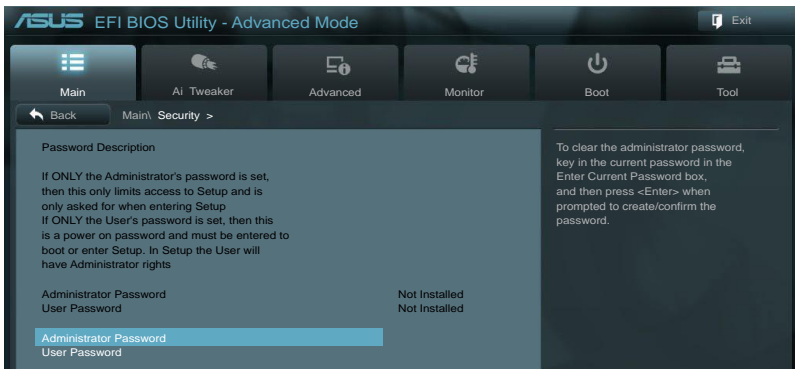 ASUS EFI BIOS Utility - Advanced Mode
Exit
Main
Ai Tweaker
Advanced
Monitor
Boot
Tool
Back
Main\ Security >
Password Description
If ONLY the Administrator's password is set,
then this only limits access to Setup and is
only asked for when entering Setup
If ONLY the User's password is set, then this
is a power on password and must be entered to
boot or enter Setup. In Setup the User will
have Administrator rights
Administrator Password Not Installed
User Password Not Installed
Administrator Password
User Password
To clear the administrator password,
key in the current password in the
Enter Current Password box,
and then press <Enter> when
prompted to create/confirm the
password.